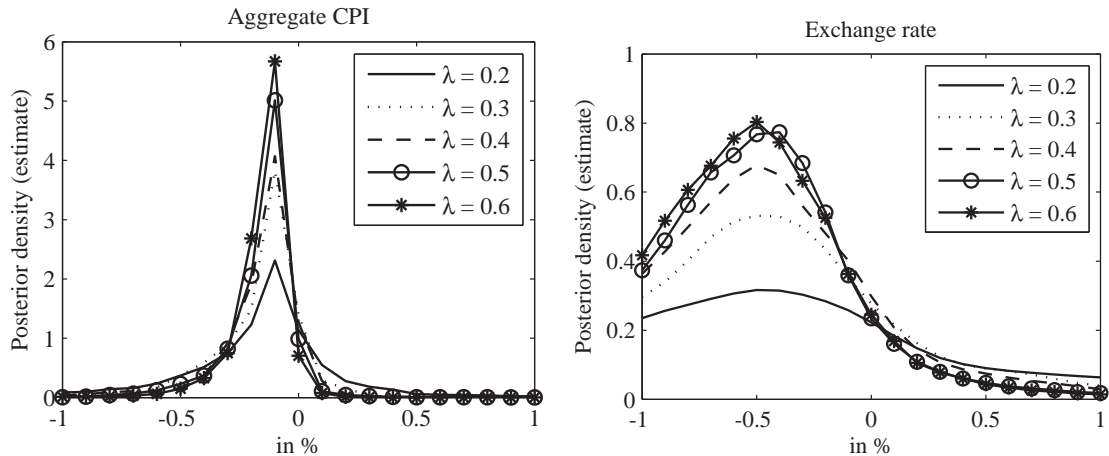 Aggregate CPI
Posterior density (estimate)
6
5
4
3
2
1
0
-1
-0.5
0
0.5
1
in %
λ = 0.2
λ = 0.3
λ = 0.4
λ = 0.5
λ = 0.6
Exchange rate
Posterior density (estimate)
1
0.8
0.6
0.4
0.2
0
-1
-0.5
0
0.5
1
in %
λ = 0.2
λ = 0.3
λ = 0.4
λ = 0.5
λ = 0.6